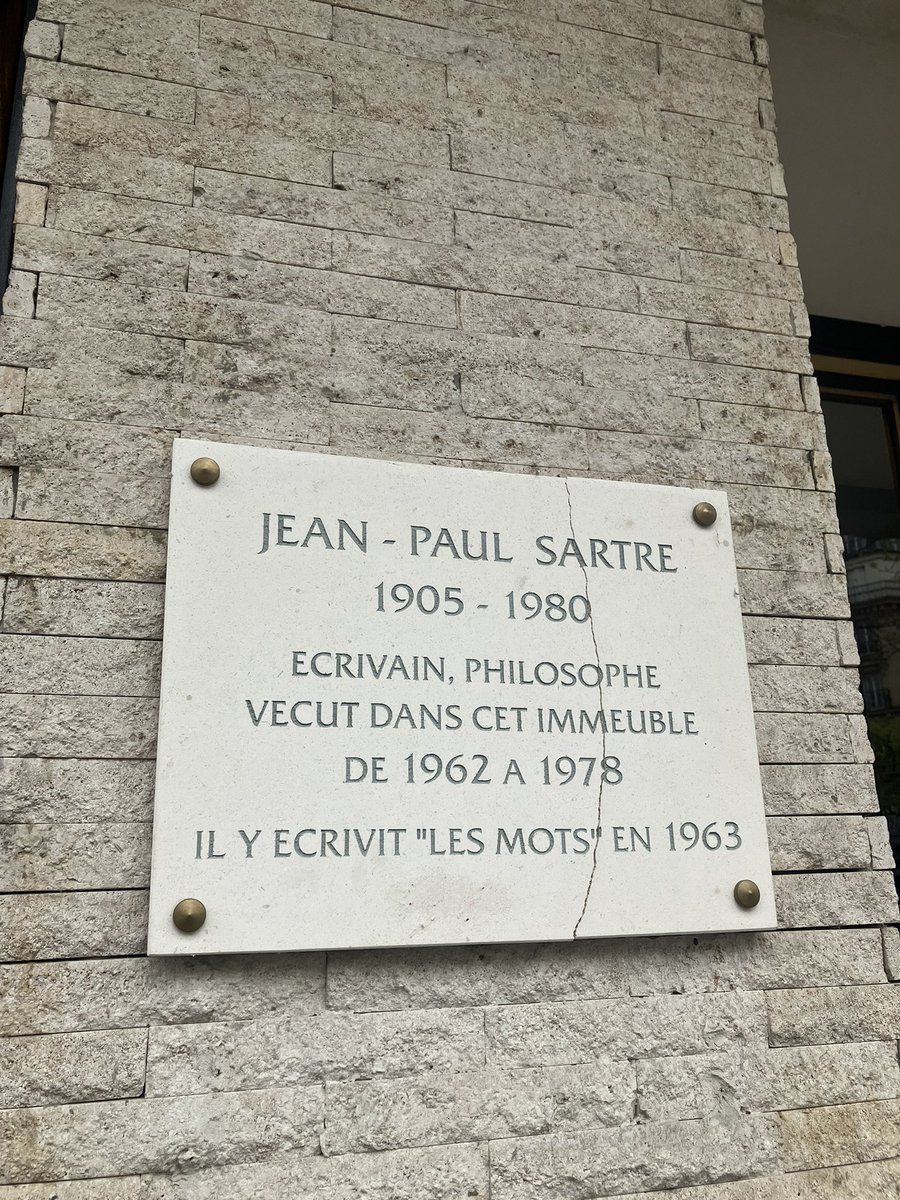 JEAN - PAUL SARTRE
1905 - 1980
ECRIVAIN, PHILOSOPHE
VECUT DANS CET IMMEUBLE
DE 1962 A 1978
IL Y ECRIVIT "LES MOTS" EN 1963